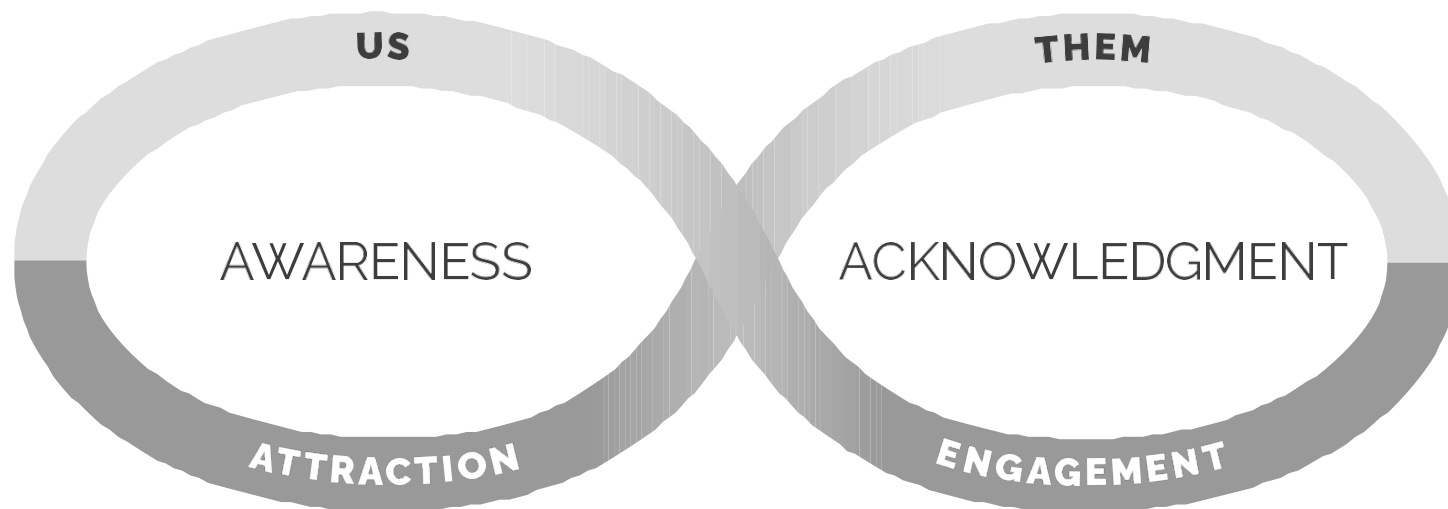 US
THEM
AWARENESS
ACKNOWLEDGMENT
ATTRACTION
ENGAGEMENT